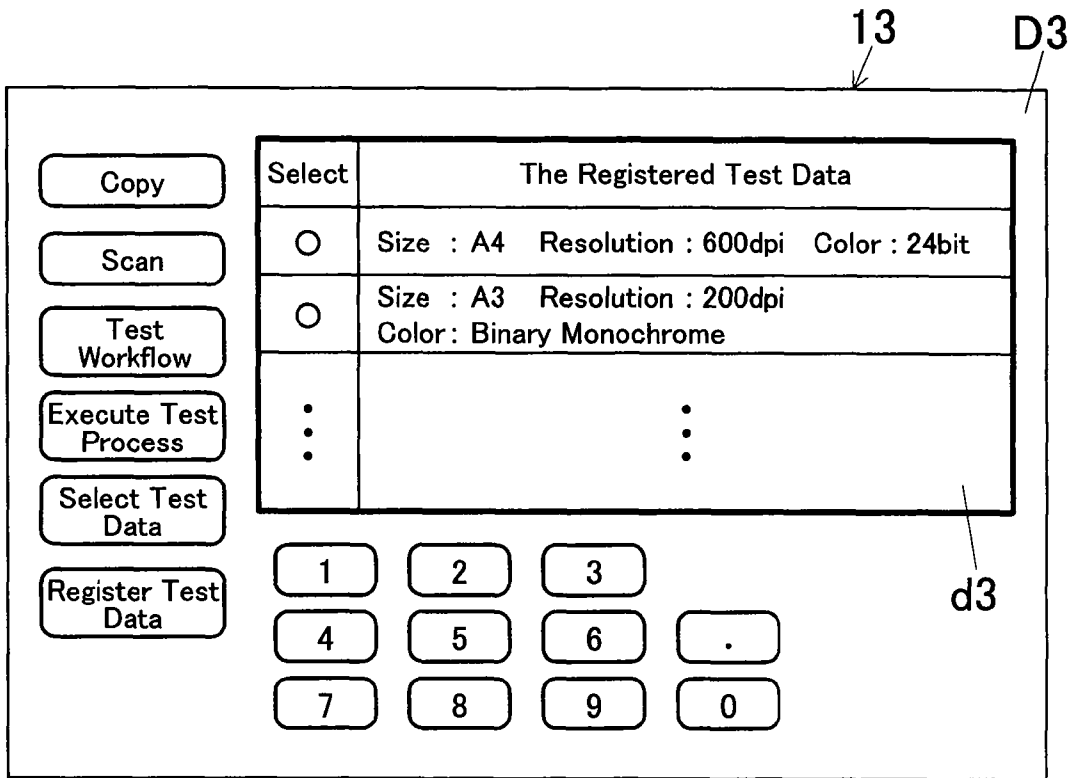 13
D3
Copy
Scan
Test
Workflow
Execute Test
Process
Select Test
Data
Register Test
Data
Select
The Registered Test Data
Size : A4 Resolution : 600dpi Color : 24bit
Size : A3 Resolution : 200dpi
Color : Binary Monochrome
d3
1 2 3
4 5 6 .
7 8 9 0